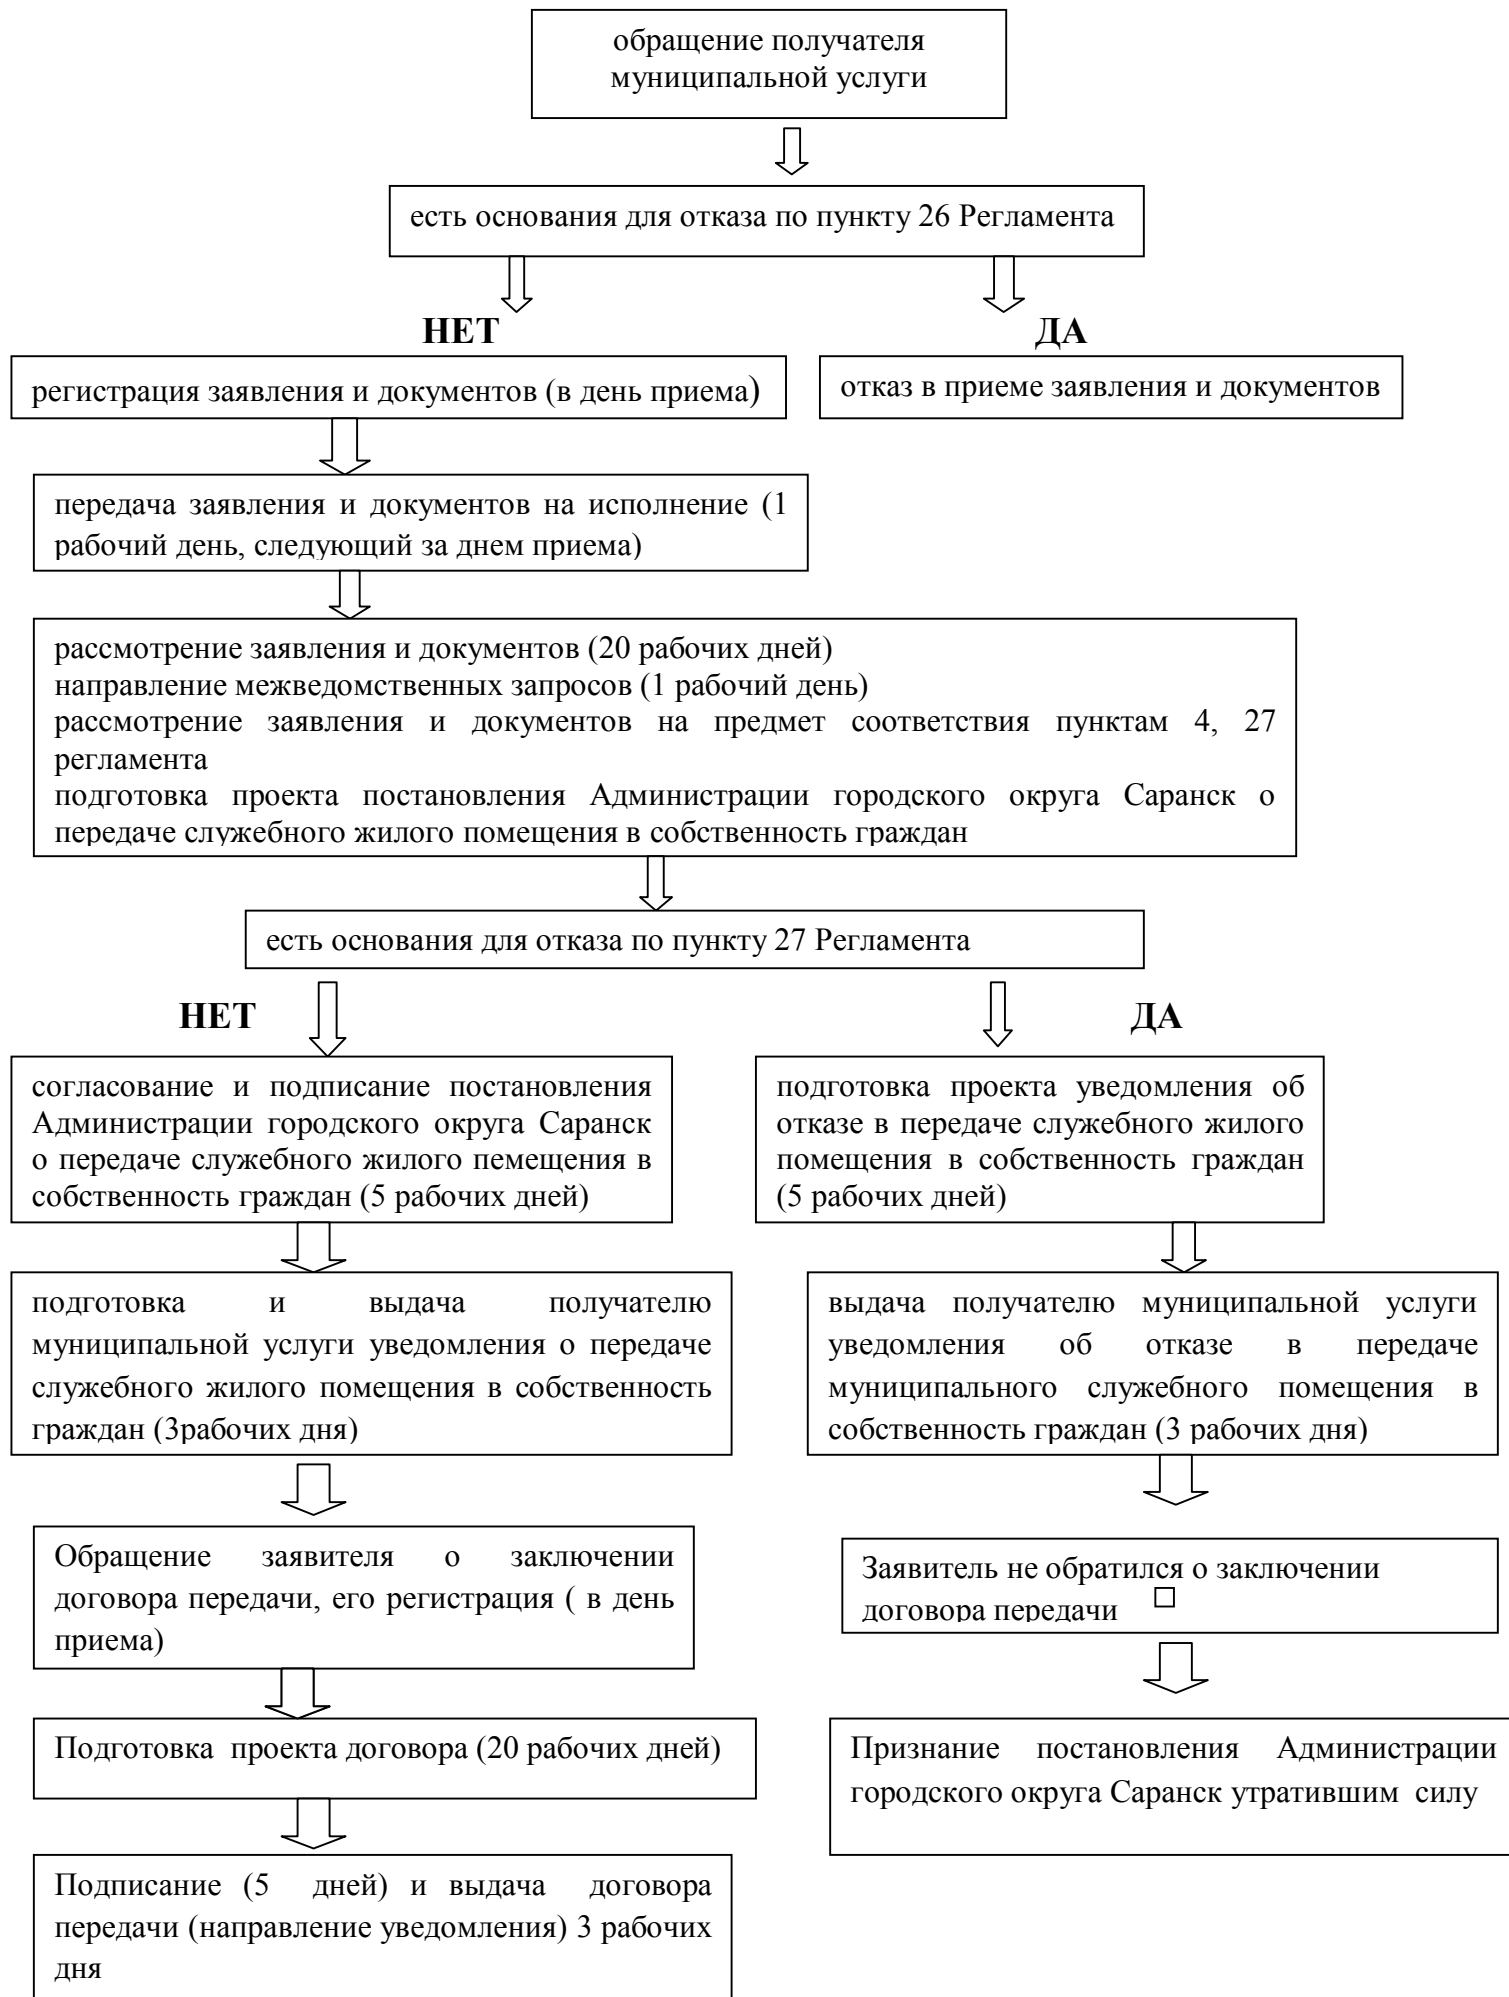 обращение получателя
муниципальной услуги
есть основания для отказа по пункту 26 Регламента
НЕТ
ДА
регистрация заявления и документов (в день приема)
отказ в приеме заявления и документов
передача заявления и документов на исполнение (1
рабочий день, следующий за днем приема)
рассмотрение заявления и документов (20 рабочих дней)
направление межведомственных запросов (1 рабочий день)
рассмотрение заявления и документов на предмет соответствия пунктам 4, 27
регламента
подготовка проекта постановления Администрации городского округа Саранск о
передаче служебного жилого помещения в собственность граждан
есть основания для отказа по пункту 27 Регламента
НЕТ
ДА
согласование и подписание постановления
Администрации городского округа Саранск
о передаче служебного жилого пемещения в
собственность граждан (5 рабочих дней)
подготовка проекта уведомления об
отказе в передаче служебного жилого
помещения в собственность граждан
(5 рабочих дней)
подготовка и выдача получателю
муниципальной услуги уведомления о передаче
служебного жилого помещения в собственность
граждан (3рабочих дня)
выдача получателю муниципальной услуги
уведомления об отказе в передаче
муниципального служебного помещения в
собственность граждан (3 рабочих дня)
Обращение заявителя о заключении
договора передачи, его регистрация ( в день
приема)
Заявитель не обратился о заключении
договора передачи
Подготовка проекта договора (20 рабочих дней)
Признание постановления Администрации
городского округа Саранск утратившим силу
Подписание (5 дней) и выдача договора
передачи (направление уведомления) 3 рабочих
дня